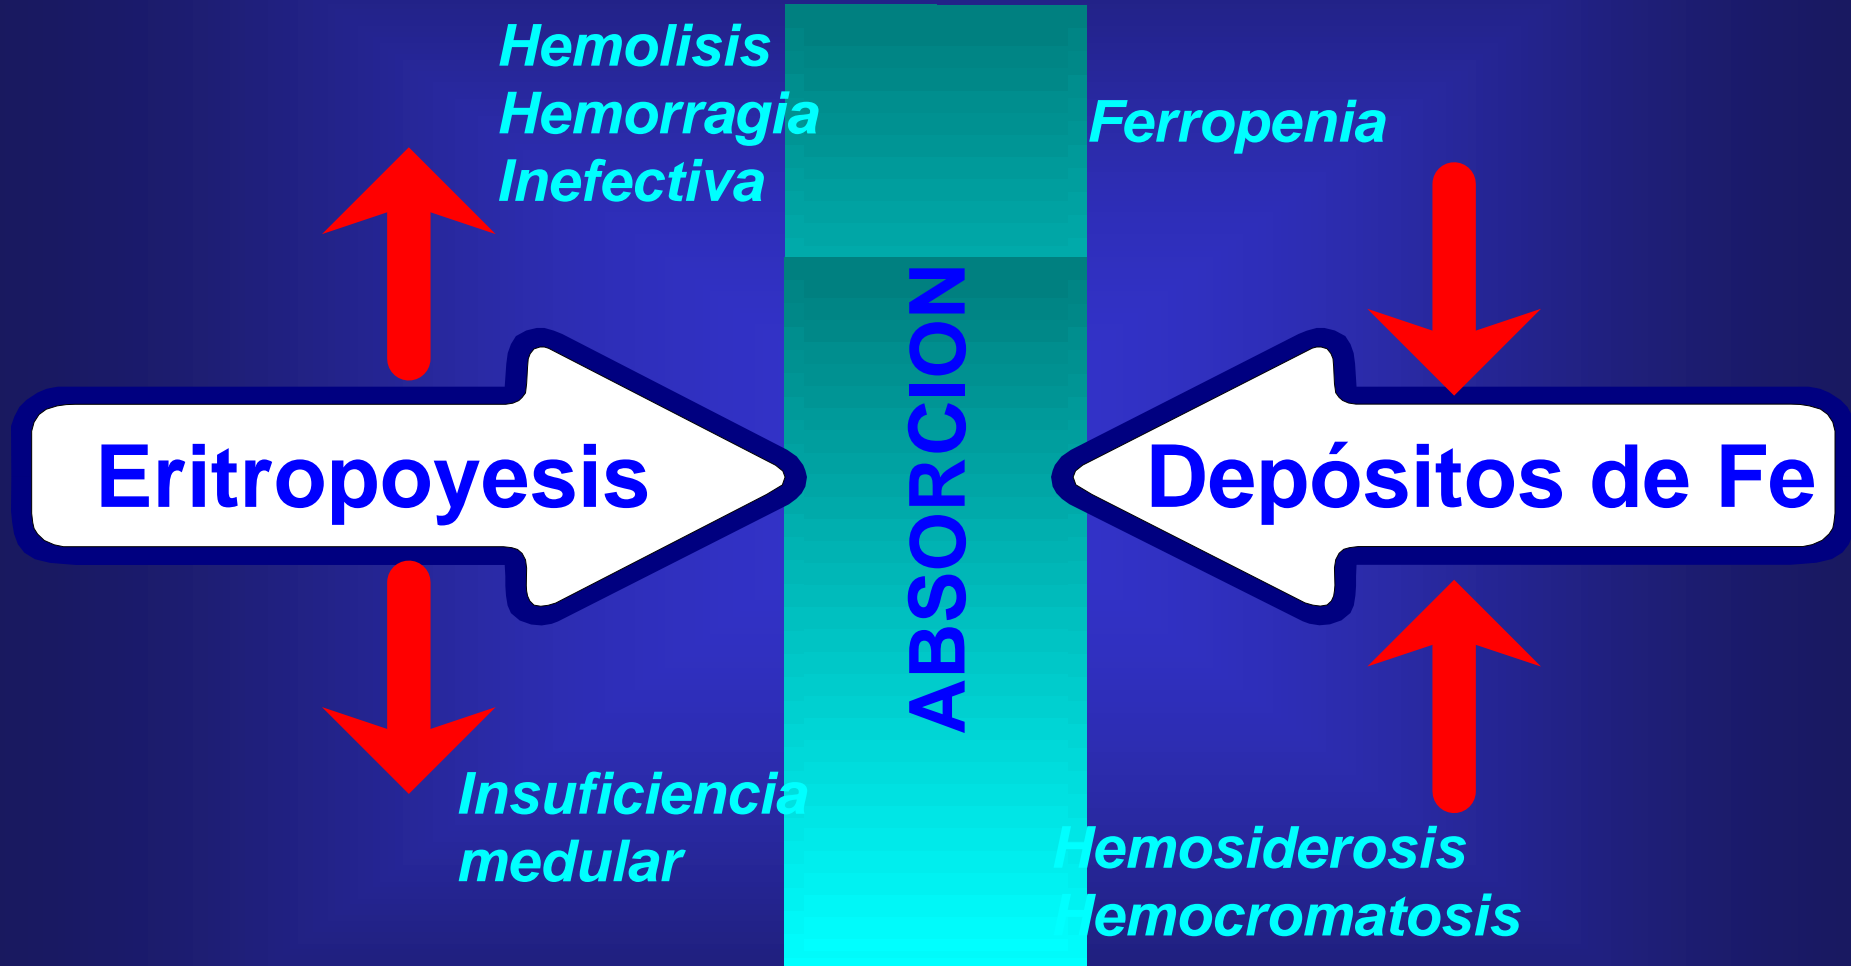 Hemolisis
Hemorragia
Inefectiva
Ferropenia
ABSORCION
Eritropoyesis
Depósitos de Fe
Insuficiencia
medular
Hemosiderosis
Hemocromatosis